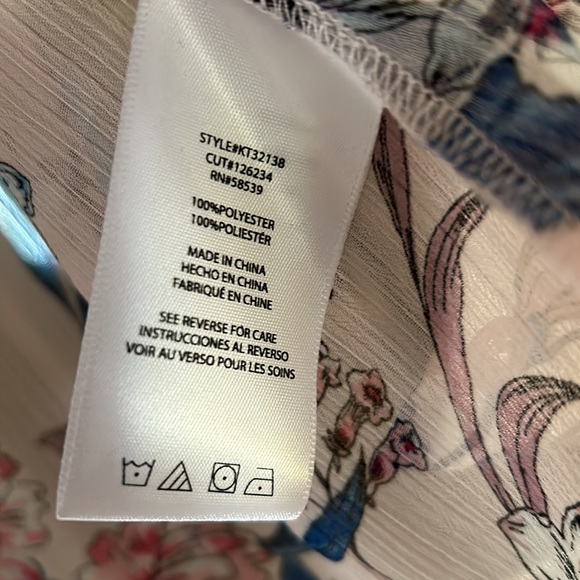 STYLE#KT32138
CUT#126234
RN#58539
100%POLYESTER
100%POLIESTÉR
MADE IN CHINA
HECHO EN CHINA
FABRIQUÉ EN CHINE
SEE REVERSE FOR CARE
INSTRUCCIONES AL REVERSO
VOIR AU VERSO POUR LES SOINS